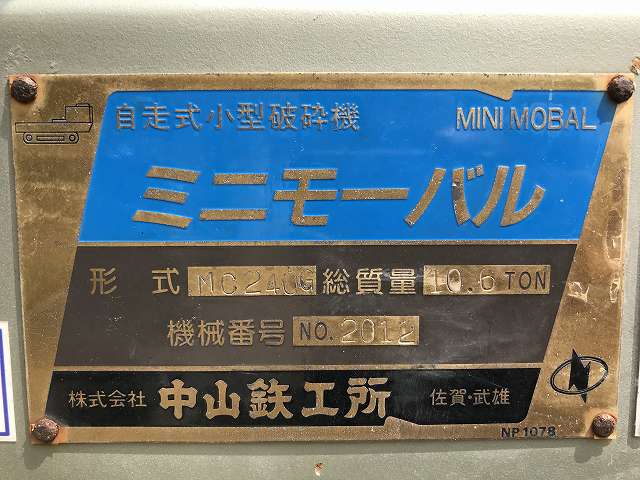 自走式小型破砕機 MINI MOBAL
ミニモーバル
形式 MC240G 総質量 10.6 TON
機械番号 NO. 2012
株式会社 中山鉄工所 佐賀・武雄
NP1078